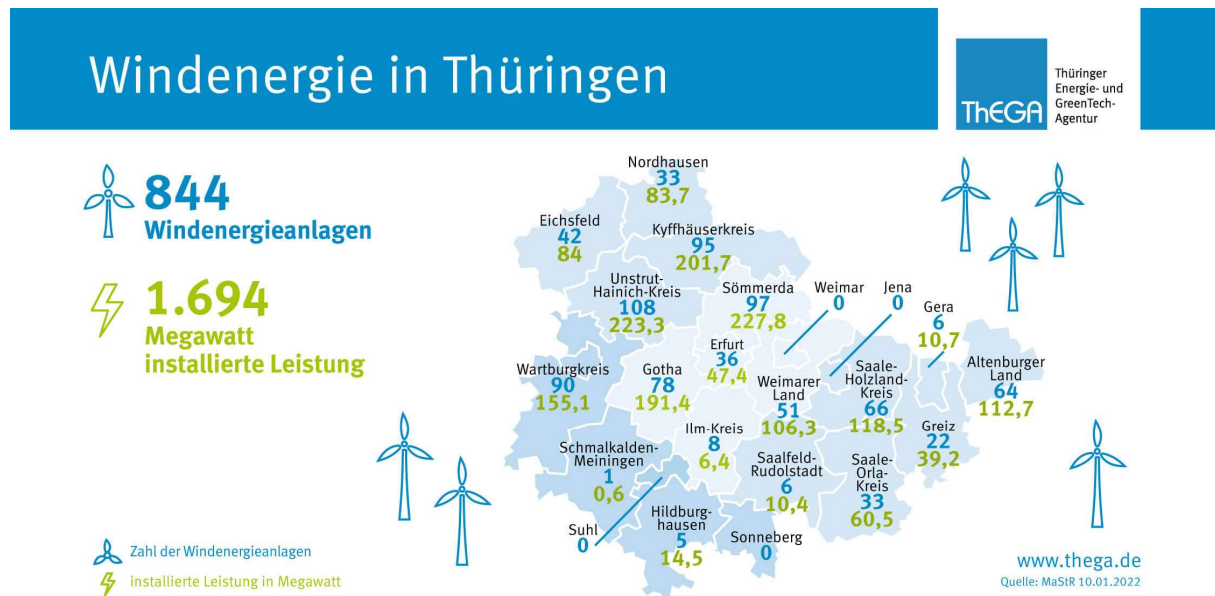 Windenergie in Thüringen
ThEGA
Thüringer
Energie- und
GreenTech-
Agentur
844
Windenergieanlagen
1.694
Megawatt
installierte Leistung
Nordhausen
33
83,7
Eichsfeld
42
84
Kyffhäuserkreis
95
201,7
Unstrut-
Hainich-Kreis
108
223,3
Sömmerda
97
227,8
Weimar
0
Jena
0
Gera
6
10,7
Altenburger
Land
64
112,7
Wartburgkreis
90
155,1
Gotha
78
191,4
Erfurt
36
47,4
Weimarer
Land
51
106,3
Saale-
Holzland-
Kreis
66
118,5
Greiz
22
39,2
Ilm-Kreis
8
6,4
Schmalkalden-
Meiningen
1
0,6
Saalfeld-
Rudolstadt
6
10,4
Saale-
Orla-
Kreis
33
60,5
Suhl
0
Hildburg-
hausen
5
14,5
Sonneberg
0
Zahl der Windenergieanlagen
installierte Leistung in Megawatt
www.thega.de
Quelle: MaStR 10.01.2022